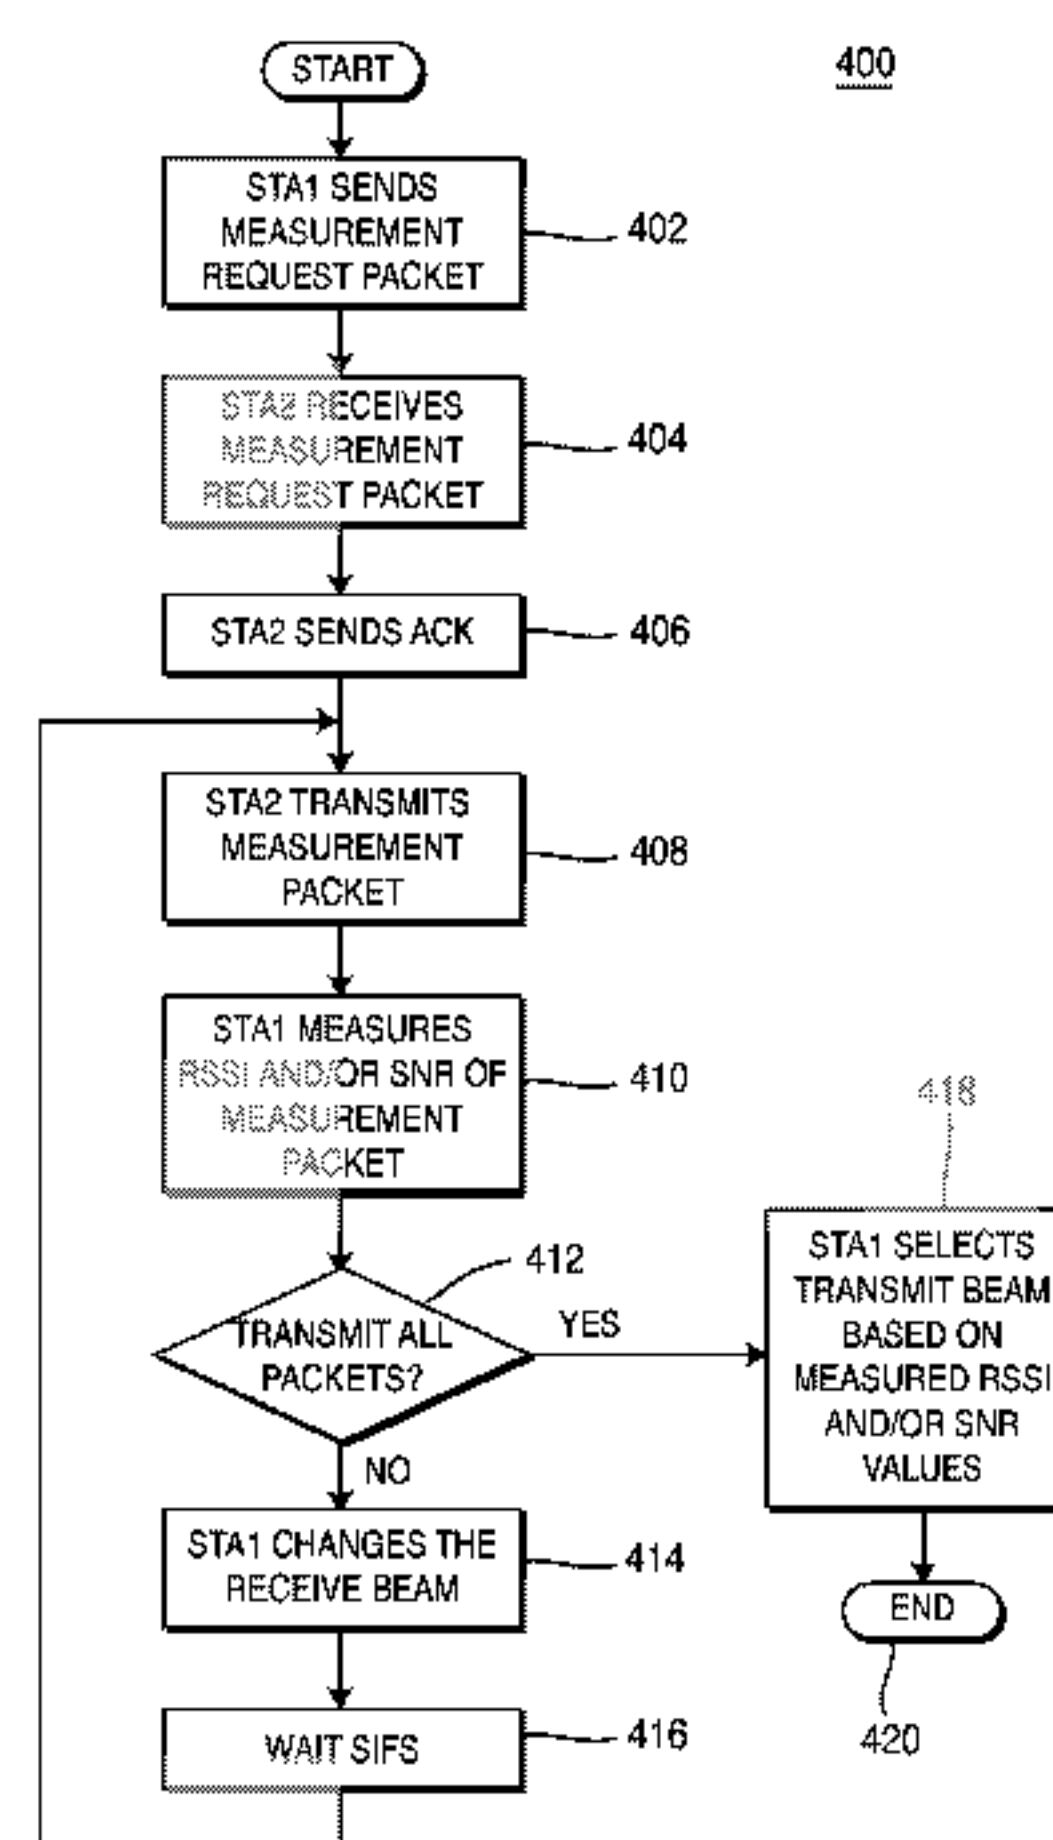 START
400
STA1 SENDS
MEASUREMENT
REQUEST PACKET
402
STA2 RECEIVES
MEASUREMENT
REQUEST PACKET
404
STA2 SENDS ACK
406
STA2 TRANSMITS
MEASUREMENT
PACKET
408
STA1 MEASURES
RSSI AND/OR SNR OF
MEASUREMENT
PACKET
410
TRANSMIT ALL
PACKETS?
412
YES
NO
418
STA1 SELECTS
TRANSMIT BEAM
BASED ON
MEASURED RSSI
AND/OR SNR
VALUES
STA1 CHANGES THE
RECEIVE BEAM
414
END
420
WAIT SIFS
416